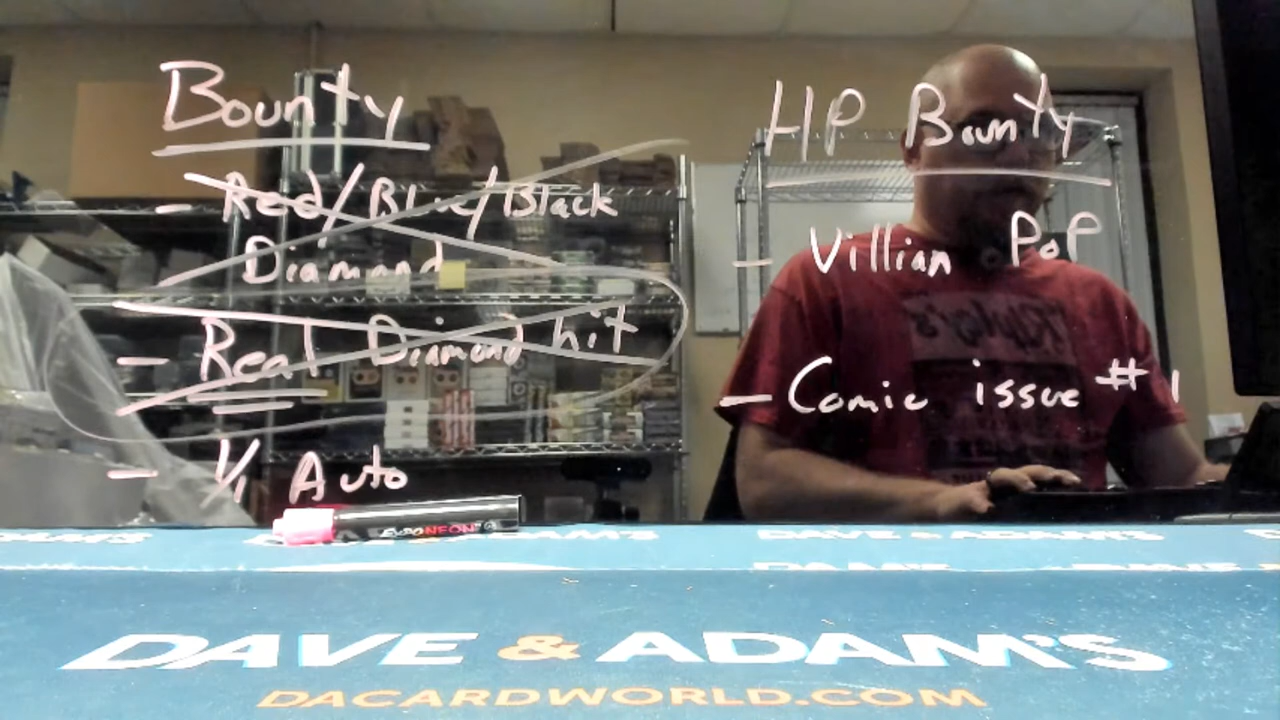 Bounty
- Red/Blue/Black
Diamond
- Real Diamond hit
- 1/1 Auto
HP Bounty
- Villian PoP
- Comic issue #1
Ripley's
EXPO NEON
DAVE & ADAM'S
DAVE & ADAM'S
DAVE & ADAM'S
DACARDWORLD.COM